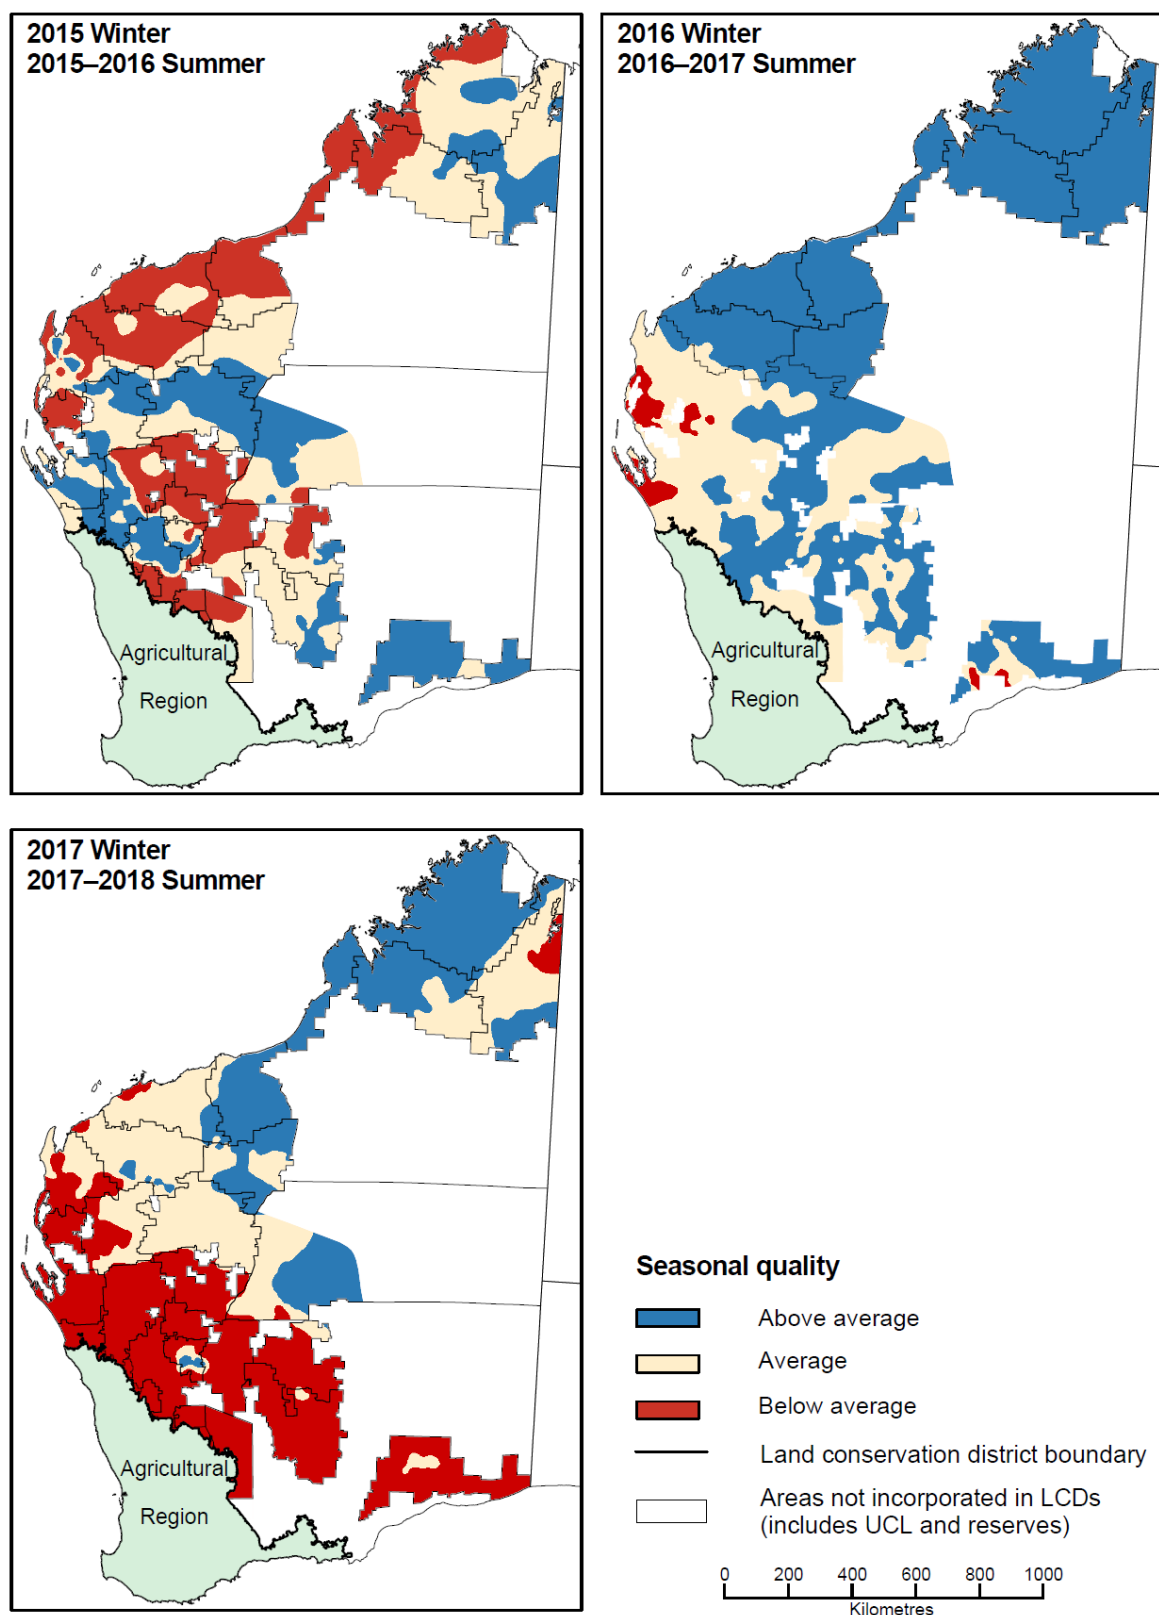 2015 Winter
2015–2016 Summer
Agricultural
Region
2016 Winter
2016–2017 Summer
Agricultural
Region
2017 Winter
2017–2018 Summer
Agricultural
Region
Seasonal quality
Above average
Average
Below average
Land conservation district boundary
Areas not incorporated in LCDs
(includes UCL and reserves)
0 200 400 600 800 1000
Kilometres